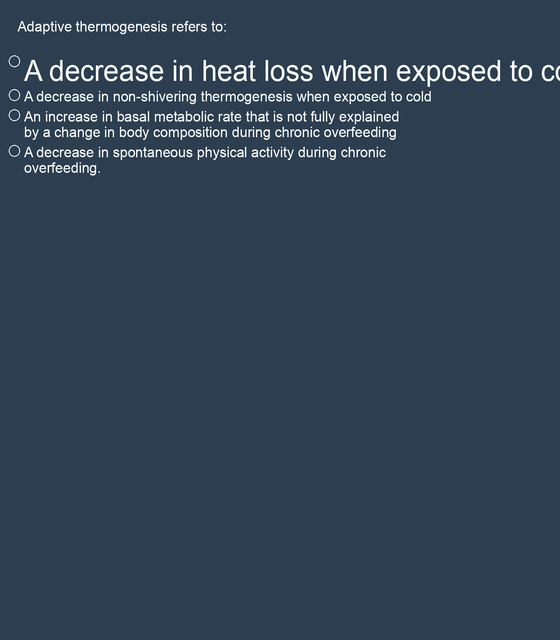 Adaptive thermogenesis refers to:
A decrease in heat loss when exposed to
A decrease in non-shivering thermogenesis when exposed to cold
An increase in basal metabolic rate that is not fully explained
by a change in body composition during chronic overfeeding
A decrease in spontaneous physical activity during chronic
overfeeding.